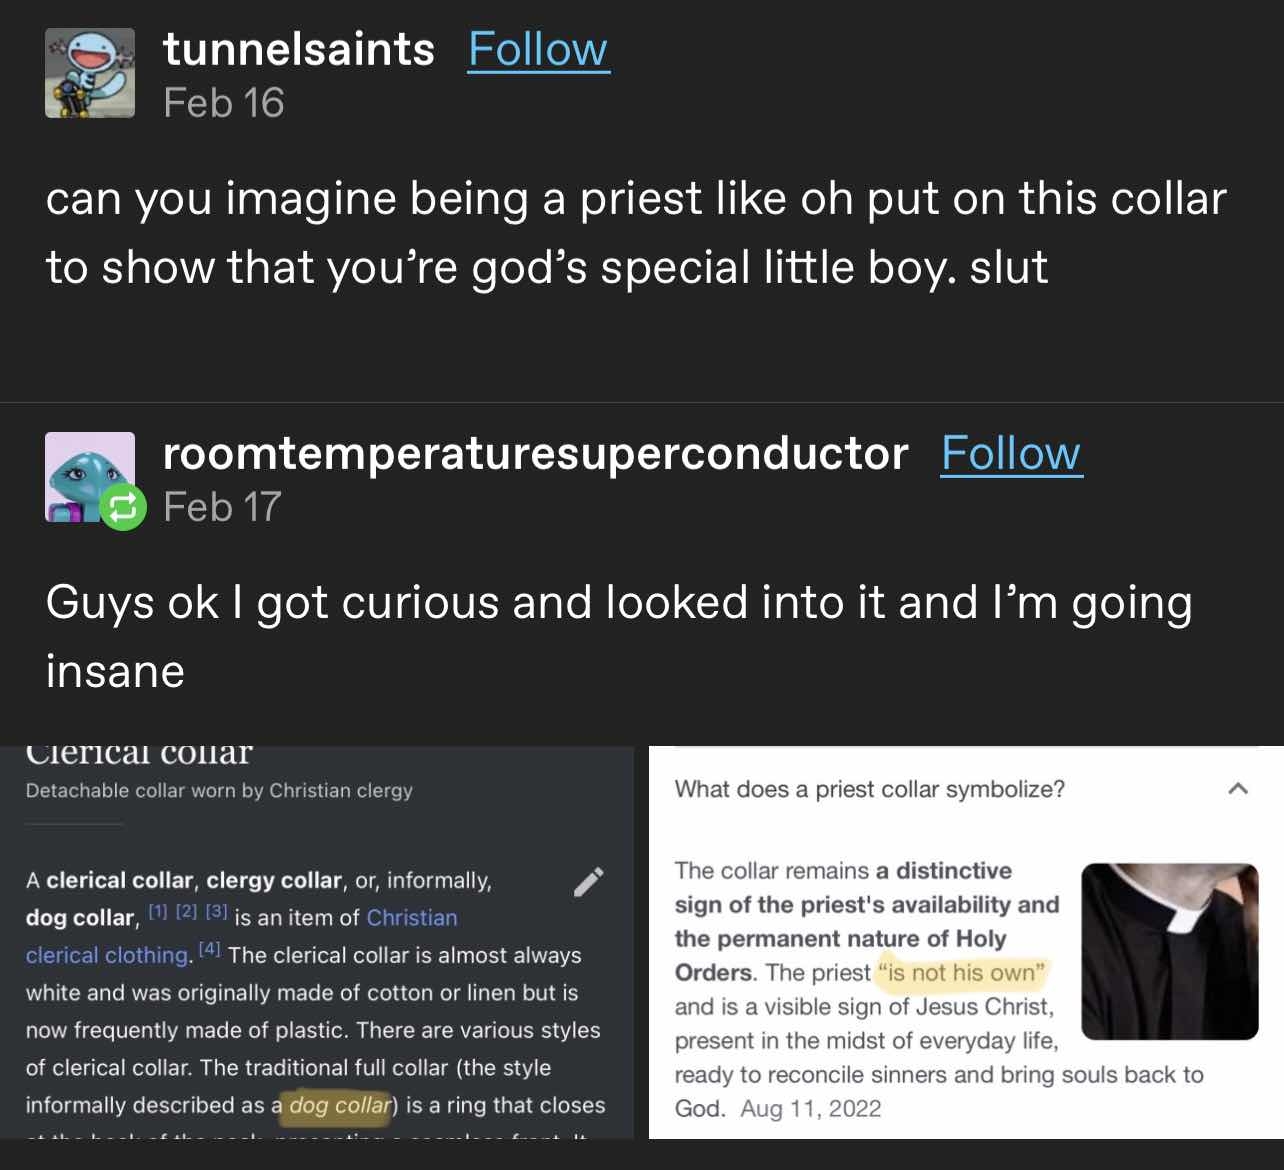 tunnelsaints Follow
Feb 16
can you imagine being a priest like oh put on this collar
to show that you’re god’s special little boy. slut
roomtemperaturesuperconductor Follow
Feb 17
Guys ok I got curious and looked into it and I’m going
insane
Clerical collar
Detachable collar worn by Christian clergy
A clerical collar, clergy collar, or, informally,
dog collar, [1] [2] [3] is an item of Christian
clerical clothing. [4] The clerical collar is almost always
white and was originally made of cotton or linen but is
now frequently made of plastic. There are various styles
of clerical collar. The traditional full collar (the style
informally described as a dog collar) is a ring that closes
What does a priest collar symbolize?
The collar remains a distinctive
sign of the priest's availability and
the permanent nature of Holy
Orders. The priest “is not his own”
and is a visible sign of Jesus Christ,
present in the midst of everyday life,
ready to reconcile sinners and bring souls back to
God. Aug 11, 2022